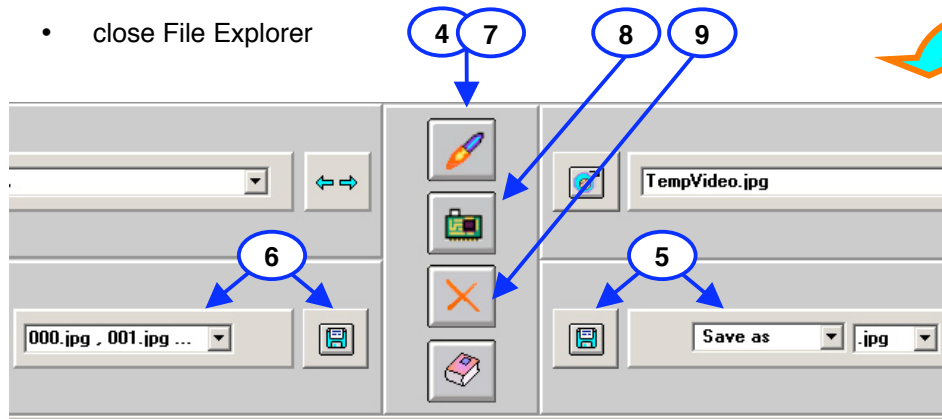 • close File Explorer
4 7 8 9
TempVideo.jpg
6 5
000.jpg , 001.jpg ...
Save as .jpg